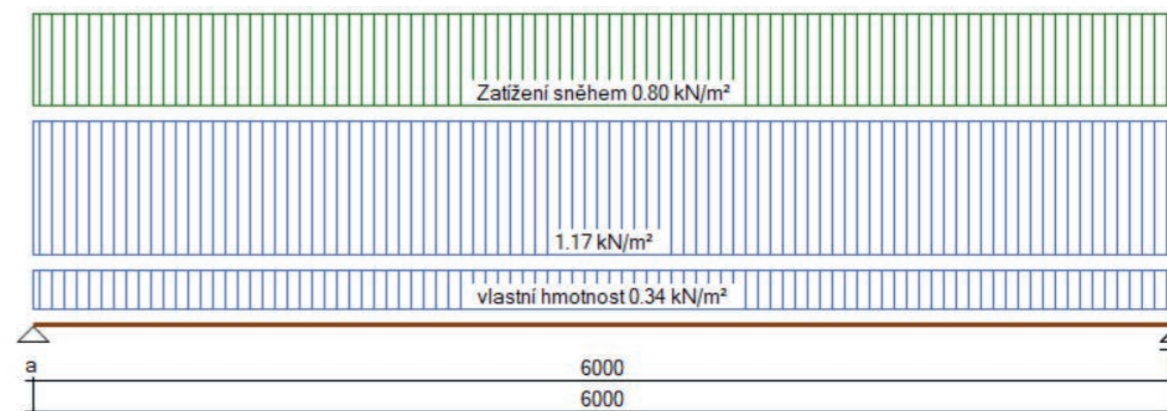 Zatížení sněhem 0.80 kN/m²
1.17 kN/m²
vlastní hmotnost 0.34 kN/m²
a
6000
6000